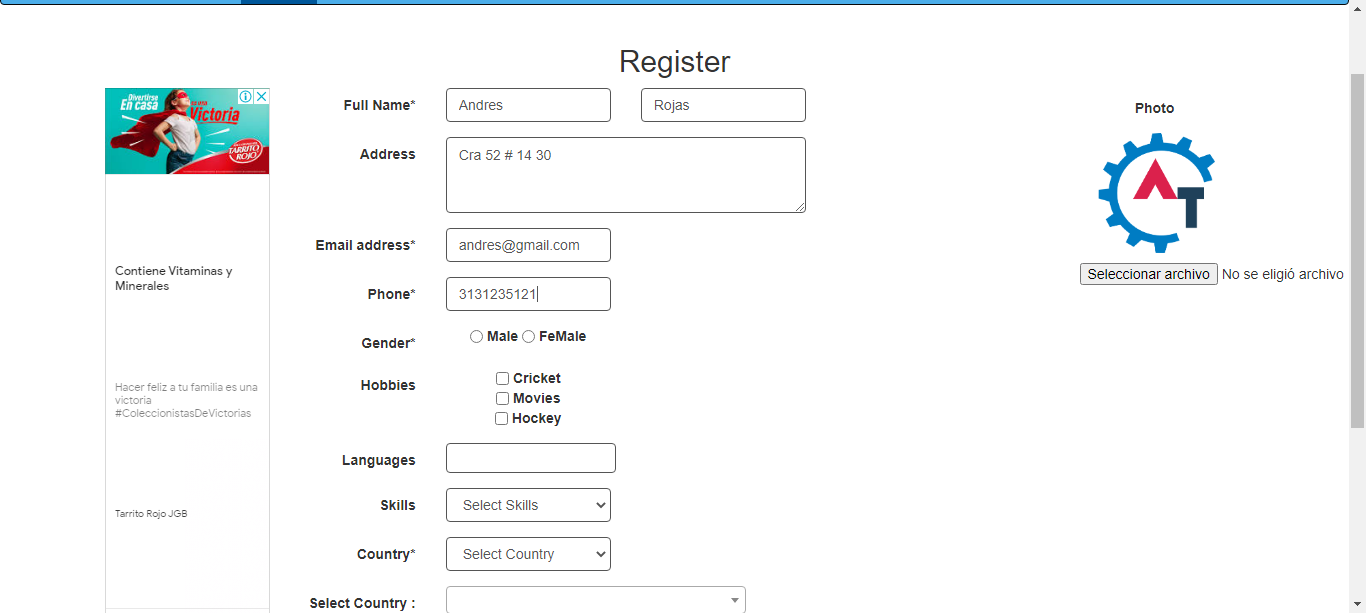 Register
Divertirse
En casa
es otra
Victoria
TARRITO
ROJO
Contiene Vitaminas y
Minerales
Hacer feliz a tu familia es una
victoria
#ColeccionistasDeVictorias
Tarrito Rojo JGB
Full Name* Andres Rojas
Address Cra 52 # 14 30
Email address* andres@gmail.com
Phone* 3131235121
Gender* Male FeMale
Hobbies Cricket
Movies
Hockey
Languages
Skills Select Skills
Country* Select Country
Select Country :
Photo
AT
Seleccionar archivo No se eligió archivo